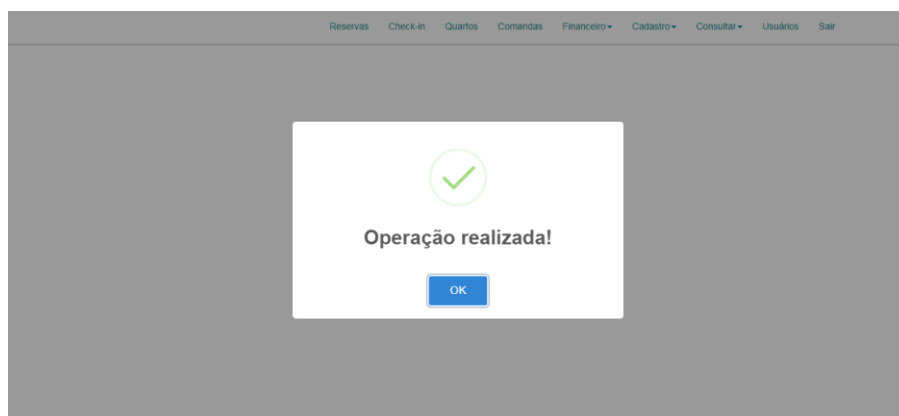 Reservas Check-in Quartos Comandas Financeiro Cadastro Consultar Usuários Sair
Operação realizada!
OK